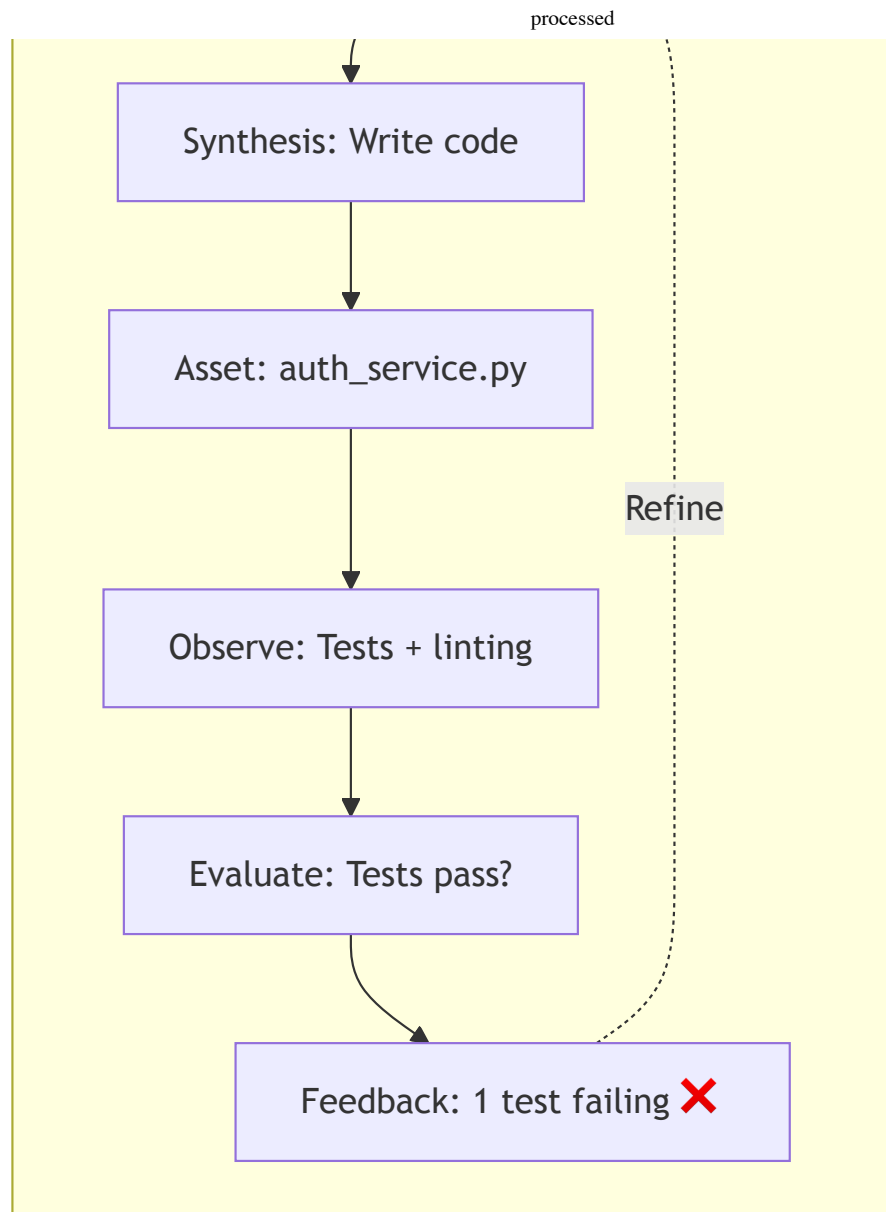 processed
Synthesis: Write code
Asset: auth_service.py
Refine
Observe: Tests + linting
Evaluate: Tests pass?
Feedback: 1 test failing ❌